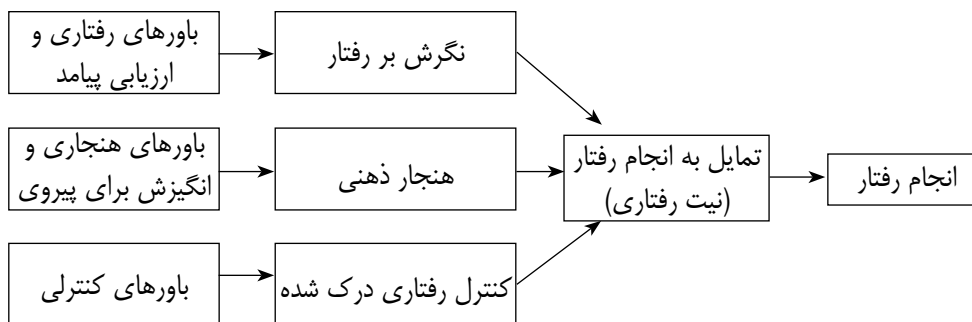 باورهای رفتاری و
ارزیابی پیامد
نگرش بر رفتار
باورهای هنجاری و
انگیزش برای پیروی
هنجار ذهنی
تمایل به انجام رفتار
(نیت رفتاری)
انجام رفتار
باورهای کنترلی
کنترل رفتاری درک شده